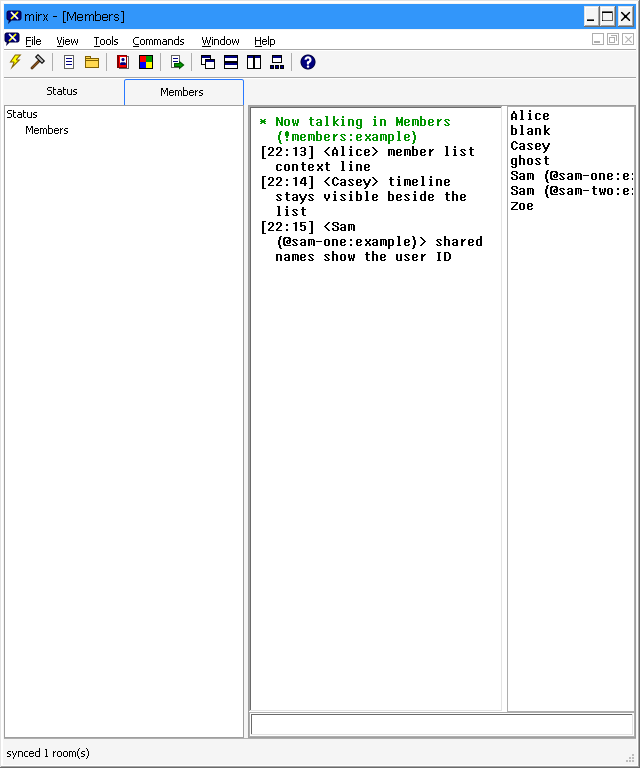 mirx - [Members]
File View Tools Commands Window Help
Status Members
Status
Members
* Now talking in Members
(!members:example)
[22:13] <Alice> member list
context line
[22:14] <Casey> timeline
stays visible beside the
list
[22:15] <Sam
(@sam-one:example)> shared
names show the user ID
Alice
blank
Casey
ghost
Sam (@sam-one:e
Sam (@sam-two:e
Zoe
synced 1 room(s)